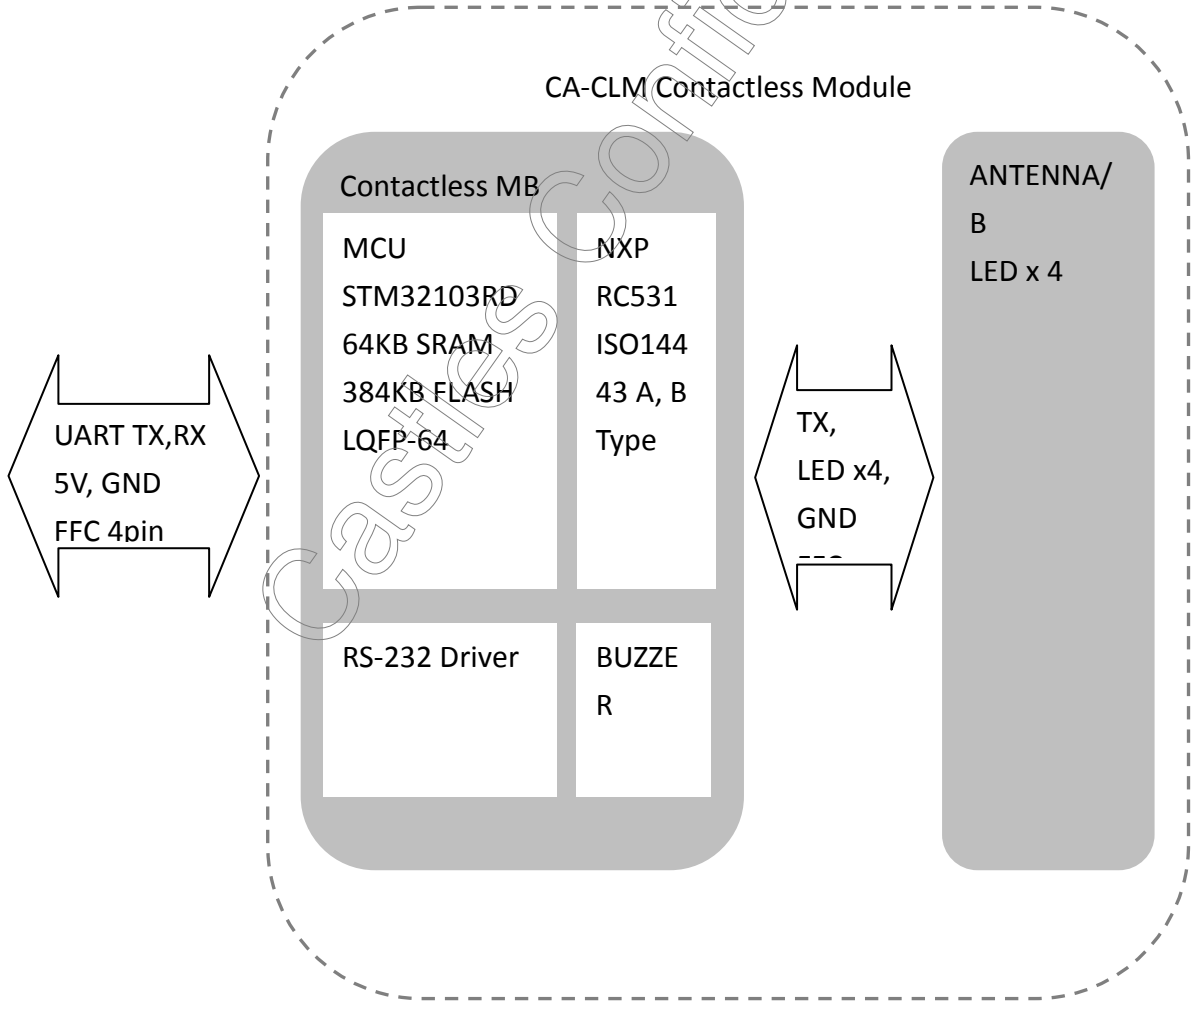 CA-CLM Contactless Module
Contactless MB
MCU
STM32103RD
64KB SRAM
384KB FLASH
LQFP-64
NXP
RC531
ISO144
43 A, B
Type
RS-232 Driver
BUZZE
R
UART TX,RX
5V, GND
FFC 4pin
TX,
LED x4,
GND
ANTENNA/
B
LED x 4
Castles